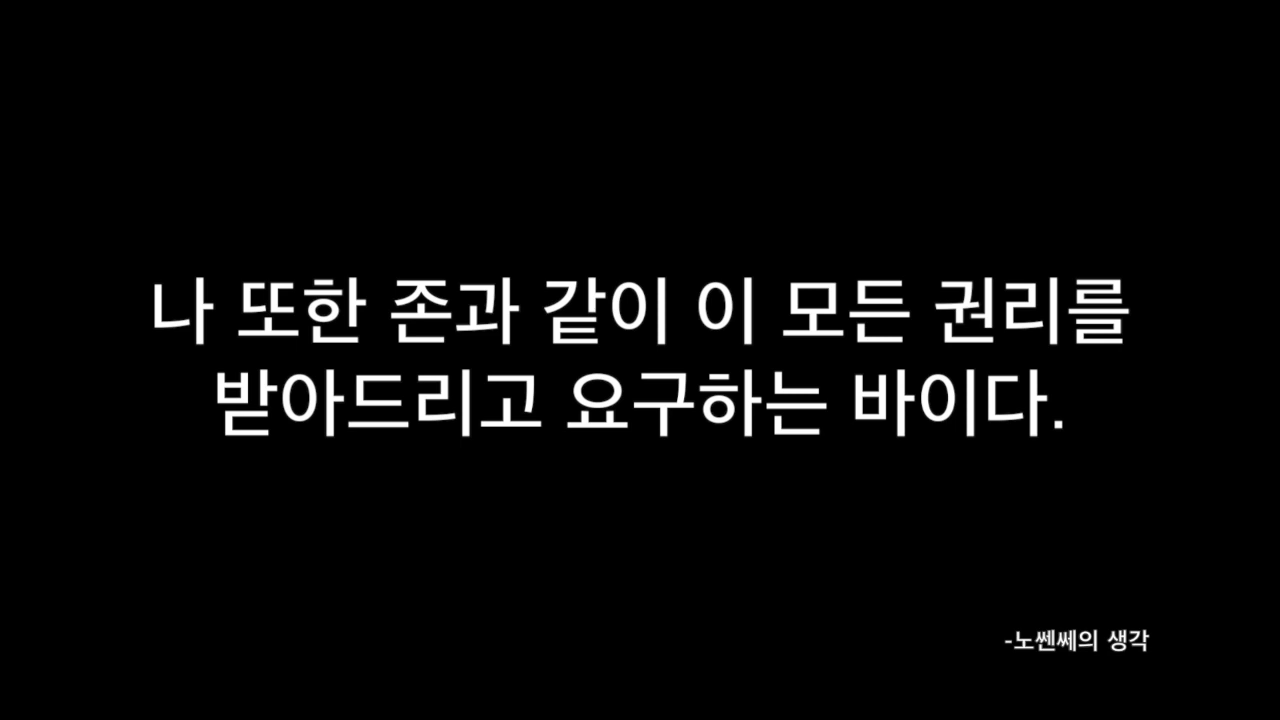 나 또한 존과 같이 이 모든 권리를
받아드리고 요구하는 바이다.
-노쎈쎄의 생각